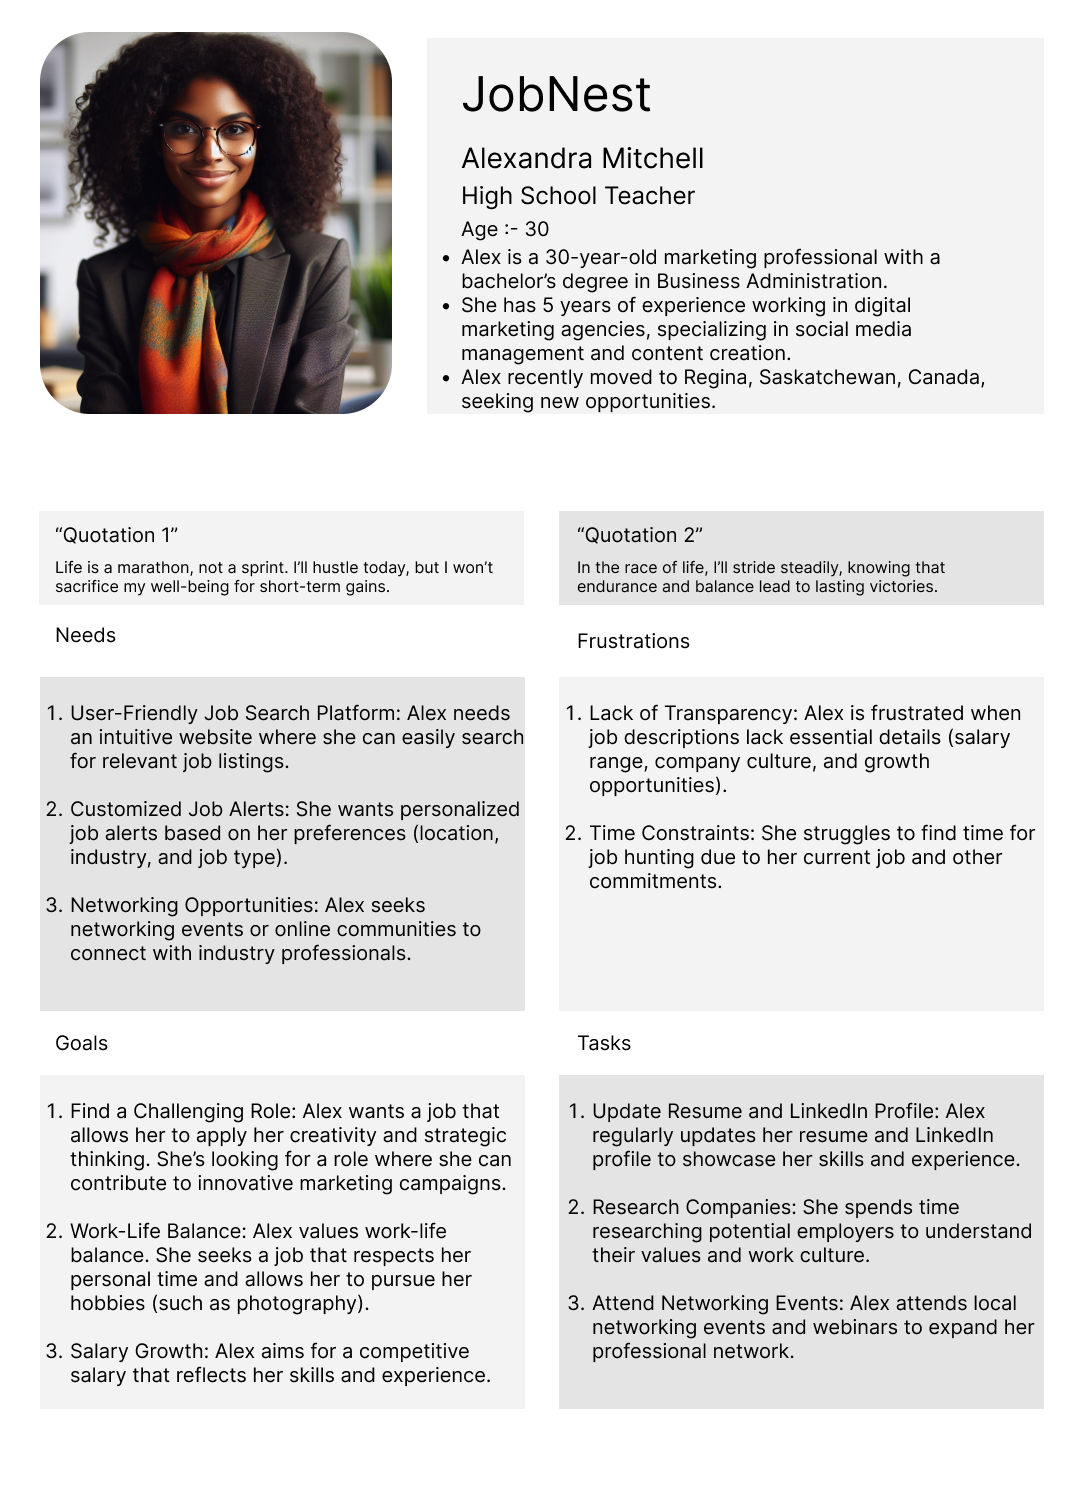 JobNest
Alexandra Mitchell
High School Teacher
Age :- 30
• Alex is a 30-year-old marketing professional with a
bachelor’s degree in Business Administration.
• She has 5 years of experience working in digital
marketing agencies, specializing in social media
management and content creation.
• Alex recently moved to Regina, Saskatchewan, Canada,
seeking new opportunities.
“Quotation 1”
Life is a marathon, not a sprint. I’ll hustle today, but I won’t
sacrifice my well-being for short-term gains.
“Quotation 2”
In the race of life, I’ll stride steadily, knowing that
endurance and balance lead to lasting victories.
Needs
1. User-Friendly Job Search Platform: Alex needs
an intuitive website where she can easily search
for relevant job listings.
2. Customized Job Alerts: She wants personalized
job alerts based on her preferences (location,
industry, and job type).
3. Networking Opportunities: Alex seeks
networking events or online communities to
connect with industry professionals.
Frustrations
1. Lack of Transparency: Alex is frustrated when
job descriptions lack essential details (salary
range, company culture, and growth
opportunities).
2. Time Constraints: She struggles to find time for
job hunting due to her current job and other
commitments.
Goals
1. Find a Challenging Role: Alex wants a job that
allows her to apply her creativity and strategic
thinking. She’s looking for a role where she can
contribute to innovative marketing campaigns.
2. Work-Life Balance: Alex values work-life
balance. She seeks a job that respects her
personal time and allows her to pursue her
hobbies (such as photography).
3. Salary Growth: Alex aims for a competitive
salary that reflects her skills and experience.
Tasks
1. Update Resume and LinkedIn Profile: Alex
regularly updates her resume and LinkedIn
profile to showcase her skills and experience.
2. Research Companies: She spends time
researching potential employers to understand
their values and work culture.
3. Attend Networking Events: Alex attends local
networking events and webinars to expand her
professional network.